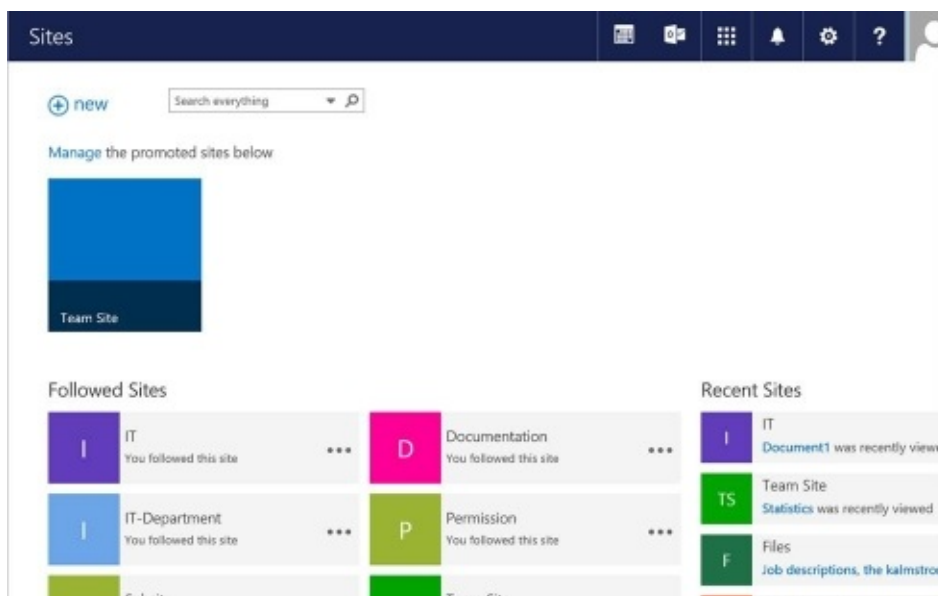 Sites
?
new
Search everything
Manage the promoted sites below
Team Site
Followed Sites
I
IT
You followed this site
D
Documentation
You followed this site
I
IT-Department
You followed this site
P
Permission
You followed this site
Recent Sites
I
IT
Document1 was recently
TS
Team Site
Statistics was recently viewed
F
Files
Job descriptions, the